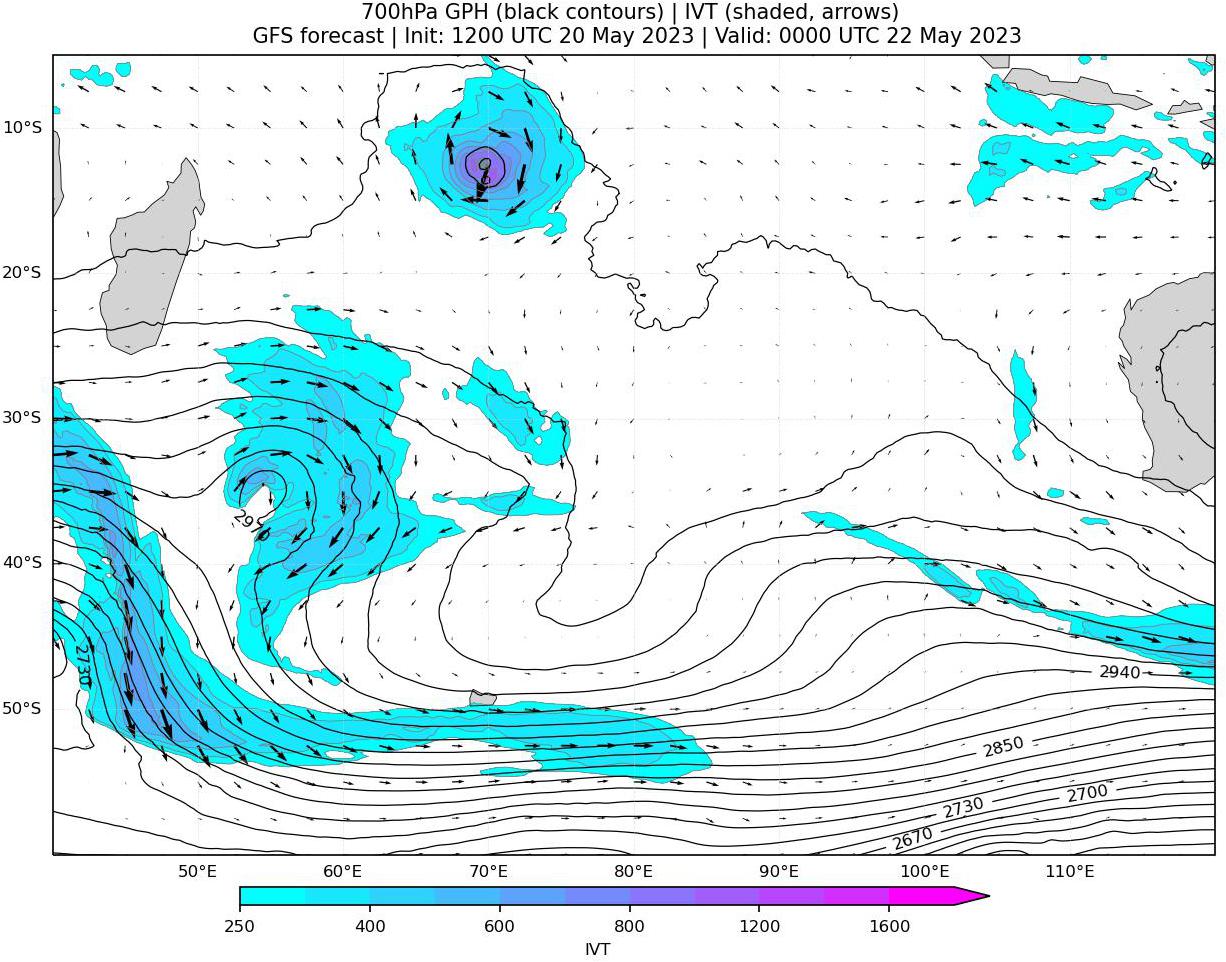 700hPa GPH (black contours) | IVT (shaded, arrows)
GFS forecast | Init: 1200 UTC 20 May 2023 | Valid: 0000 UTC 22 May 2023
10°S
20°S
30°S
2970
40°S
2730
2940
50°S
2850
2700
2730
2670
50°E 60°E 70°E 80°E 90°E 100°E 110°E
250 400 600 800 1200 1600
IVT